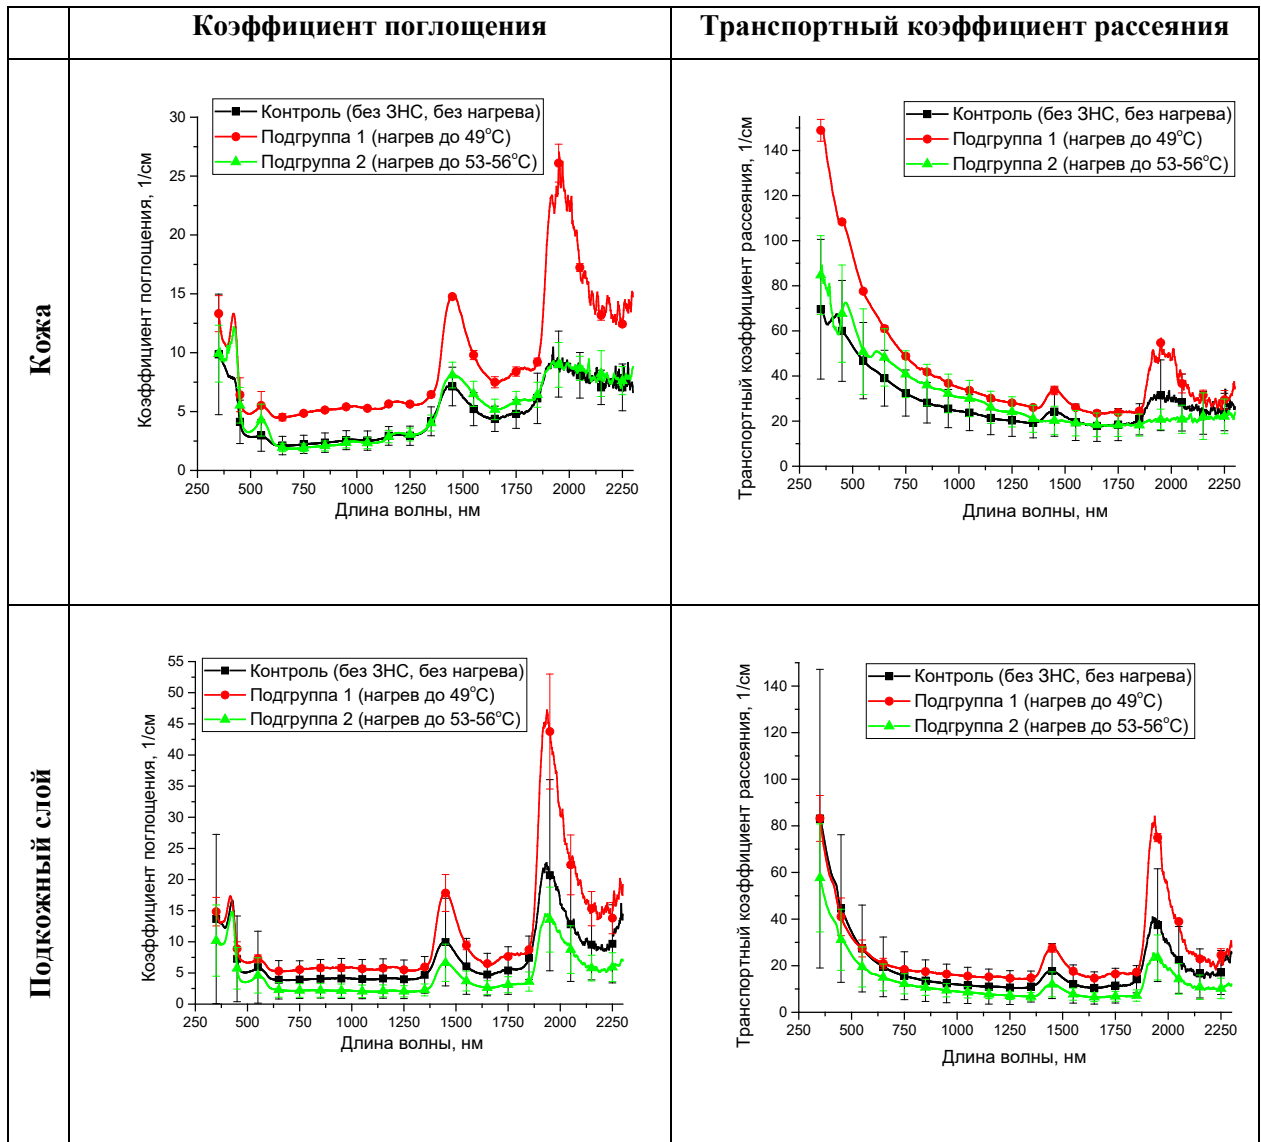 Коэффициент поглощения
Транспортный коэффициент рассеяния
Кожа
Коэффициент поглощения, 1/см
30
25
20
15
10
5
0
Контроль (без ЗНС, без нагрева)
Подгруппа 1 (нагрев до 49°C)
Подгруппа 2 (нагрев до 53-56°C)
250 500 750 1000 1250 1500 1750 2000 2250
Длина волны, нм
Транспортный коэффициент рассеяния, 1/см
140
120
100
80
60
40
20
0
Контроль (без ЗНС, без нагрева)
Подгруппа 1 (нагрев до 49°C)
Подгруппа 2 (нагрев до 53-56°C)
250 500 750 1000 1250 1500 1750 2000 2250
Длина волны, нм
Подкожный слой
Коэффициент поглощения, 1/см
55
50
45
40
35
30
25
20
15
10
5
0
Контроль (без ЗНС, без нагрева)
Подгруппа 1 (нагрев до 49°C)
Подгруппа 2 (нагрев до 53-56°C)
250 500 750 1000 1250 1500 1750 2000 2250
Длина волны, нм
Транспортный коэффициент рассеяния, 1/см
140
120
100
80
60
40
20
0
Контроль (без ЗНС, без нагрева)
Подгруппа 1 (нагрев до 49°C)
Подгруппа 2 (нагрев до 53-56°C)
250 500 750 1000 1250 1500 1750 2000 2250
Длина волны, нм